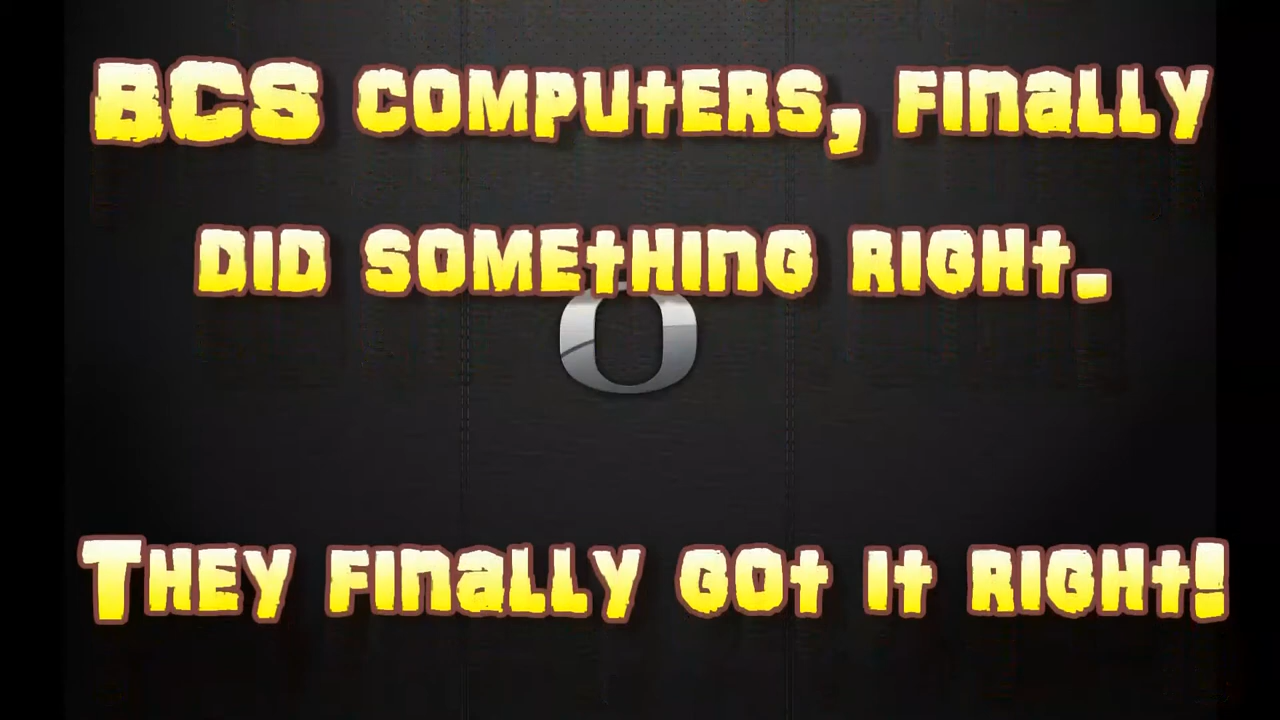 BCS computers, finally
did something right.
O
They finally got it right!